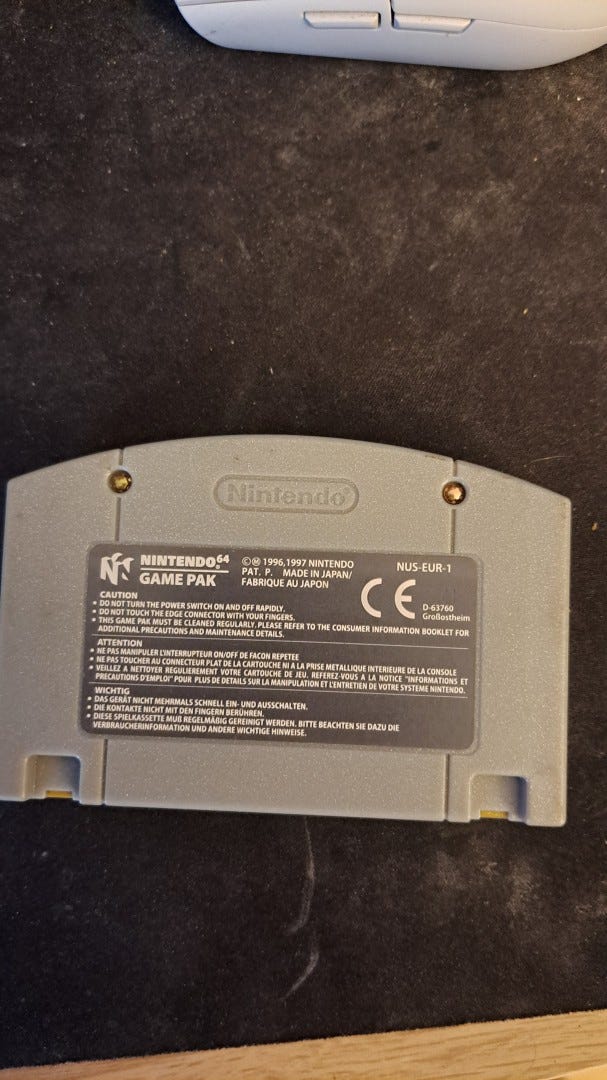 Nintendo
NINTENDO64
GAME PAK
©Ⓜ 1996,1997 NINTENDO
PAT. P. MADE IN JAPAN/
FABRIQUE AU JAPON
NUS-EUR-1
CE
D-63760
Großostheim
CAUTION
• DO NOT TURN THE POWER SWITCH ON AND OFF RAPIDLY.
• DO NOT TOUCH THE EDGE CONNECTOR WITH YOUR FINGERS.
• THIS GAME PAK MUST BE CLEANED REGULARLY. PLEASE REFER TO THE CONSUMER INFORMATION BOOKLET FOR
ADDITIONAL PRECAUTIONS AND MAINTENANCE DETAILS.
ATTENTION
• NE PAS MANIPULER L'INTERRUPTEUR ON/OFF DE FACON REPETEE
• NE PAS TOUCHER AU CONNECTEUR PLAT DE LA CARTOUCHE NI A LA PRISE METALLIQUE INTERIEURE DE LA CONSOLE
• VEILLEZ A NETTOYER REGULIEREMENT VOTRE CARTOUCHE DE JEU. REFEREZ-VOUS A LA NOTICE "INFORMATIONS ET
PRECAUTIONS D'EMPLOI" POUR PLUS DE DETAILS SUR LA MANIPULATION ET L'ENTRETIEN DE VOTRE SYSTEME NINTENDO.
WICHTIG
• DAS GERÄT NICHT MEHRMALS SCHNELL EIN- UND AUSSCHALTEN.
• DIE KONTAKTE NICHT MIT DEN FINGERN BERÜHREN.
• DIESE SPIELKASSETTE MUß REGELMÄßIG GEREINIGT WERDEN. BITTE BEACHTEN SIE DAZU DIE
VERBRAUCHERINFORMATION UND ANDERE WICHTIGE HINWEISE.